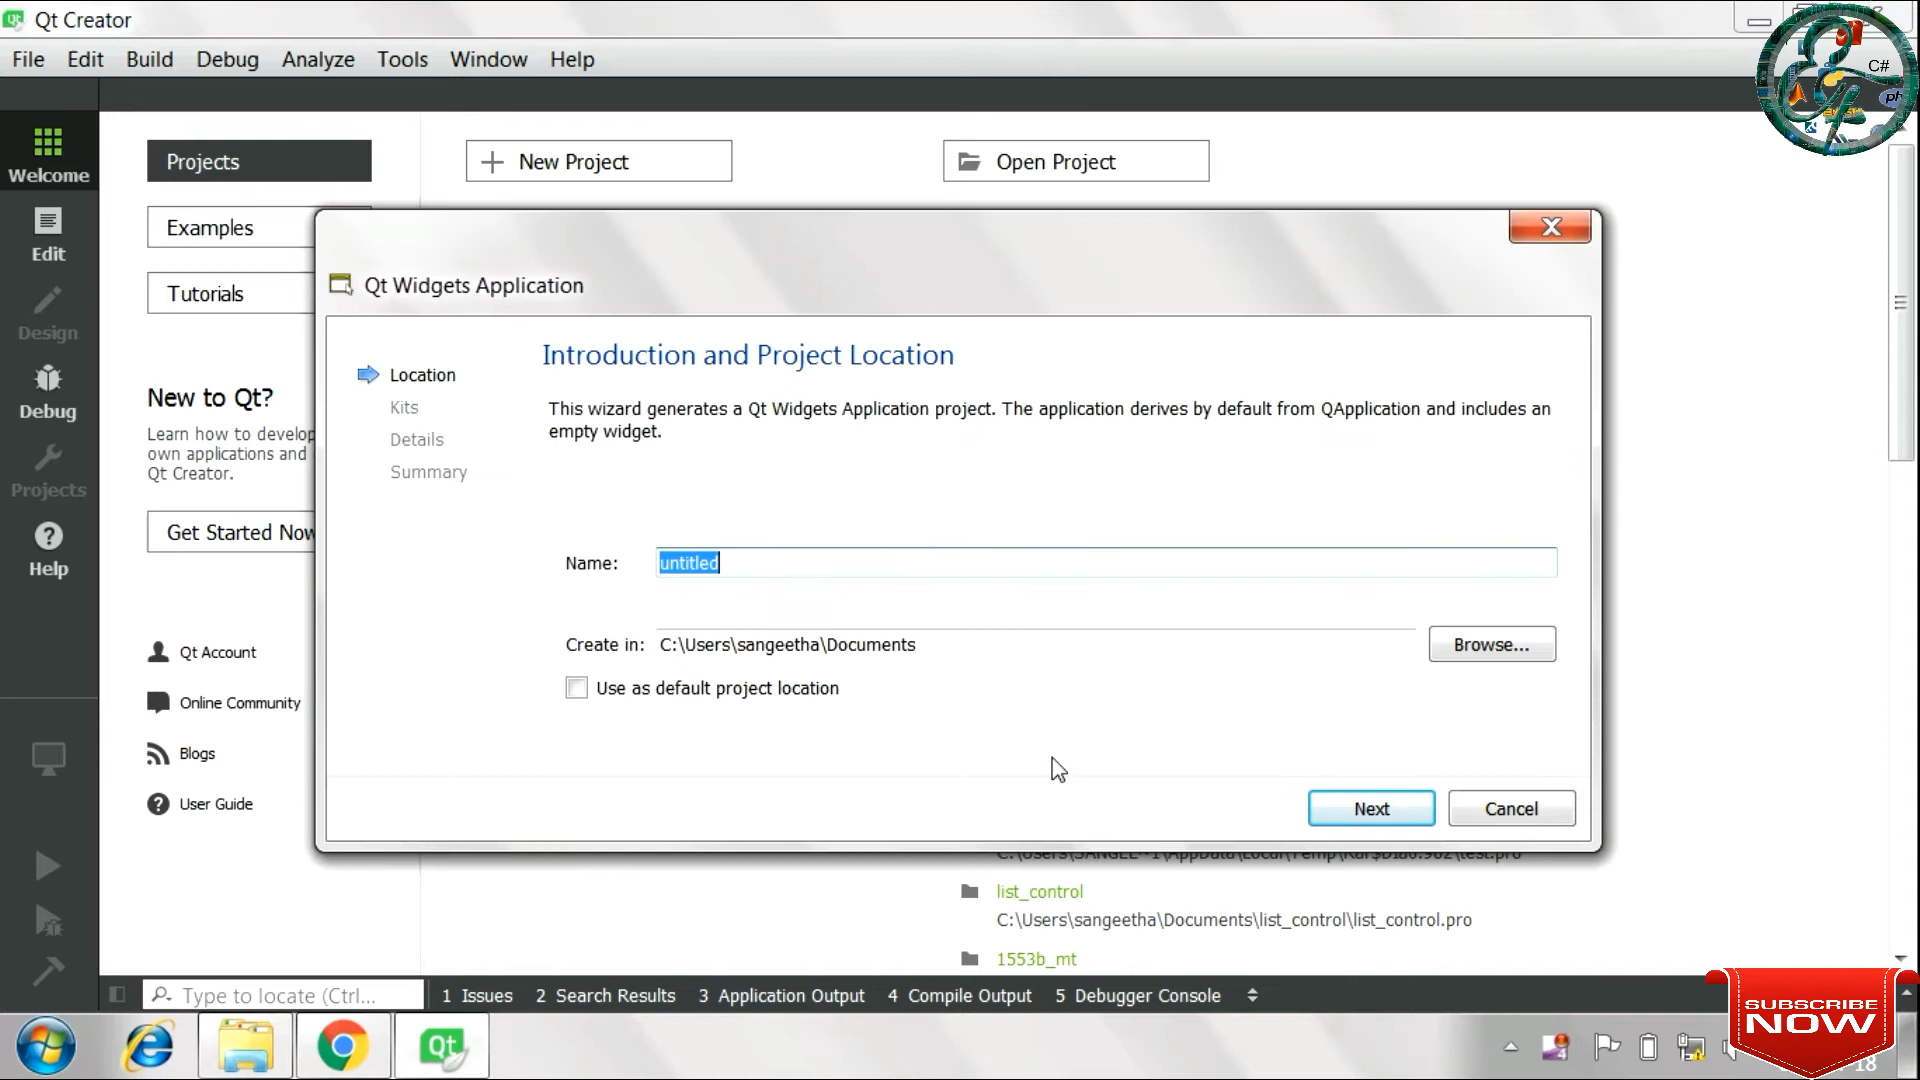 Qt Creator
File Edit Build Debug Analyze Tools Window Help
C#
ph
Welcome
Edit
Design
Debug
Projects
Help
Projects
Examples
Tutorials
New to Qt?
Learn how to develop
own applications and
Qt Creator.
Get Started Now
Qt Account
Online Community
Blogs
User Guide
New Project
Open Project
Qt Widgets Application
Location
Kits
Details
Summary
Introduction and Project Location
This wizard generates a Qt Widgets Application project. The application derives by default from QApplication and includes an
empty widget.
Name: untitled
Create in: C:\Users\sangeetha\Documents
Browse...
Use as default project location
Next
Cancel
list_control
C:\Users\sangeetha\Documents\list_control\list_control.pro
1553b_mt
Type to locate (Ctrl...
1 Issues 2 Search Results 3 Application Output 4 Compile Output 5 Debugger Console
SUBSCRIBE
NOW
Qt
18